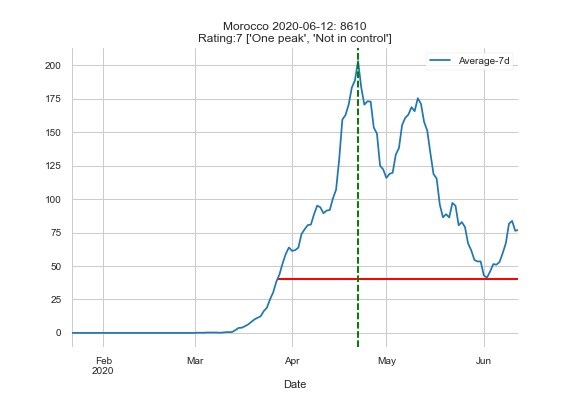 Morocco 2020-06-12: 8610
Rating:7 ['One peak', 'Not in control']
Average-7d
200
175
150
125
100
75
50
25
0
Feb
2020
Mar
Apr
May
Jun
Date